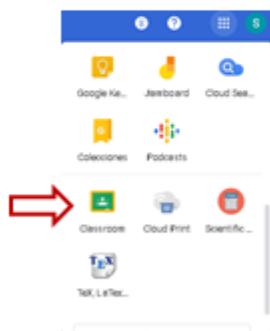 S
Google Ke... Jamboard Cloud Sea...
Colecciones Podcasts
Classroom Cloud Print Scientific ...
TeX, LaTex...